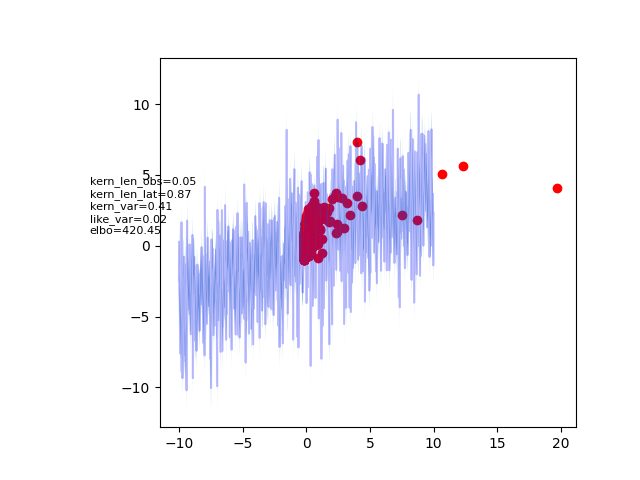 10
5
kern_len_obs=0.05
kern_len_lat=0.87
kern_var=0.41
like_var=0.02
elbo=420.45
0
−5
−10
−10 −5 0 5 10 15 20